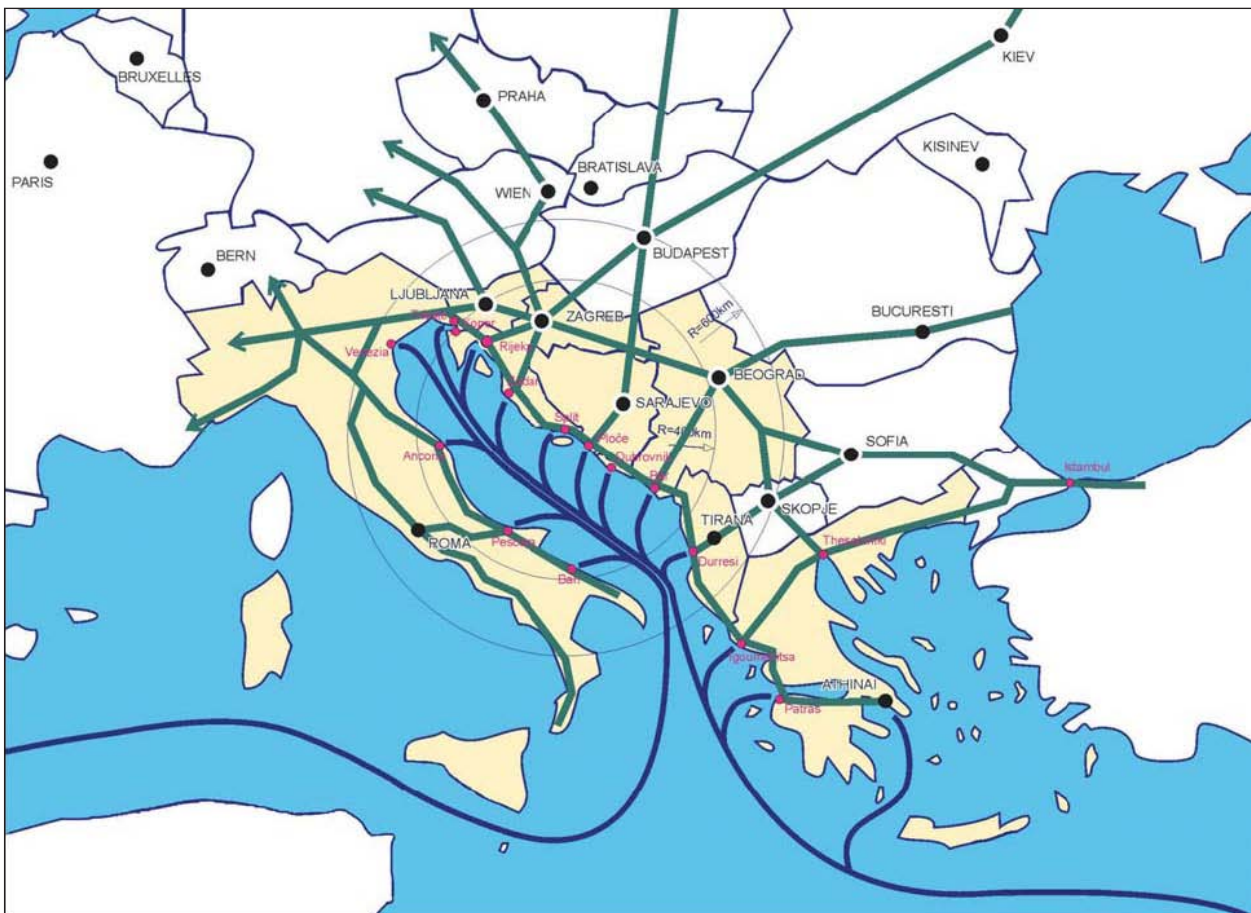 KIEV
BRUXELLES
PRAHA
KISINEV
BRATISLAVA
PARIS
WIEN
BUDAPEST
BERN
LJUBLJANA
R=600km
BUCURESTI
ZAGREB
Koper
Rijeka
Venezia
BEOGRAD
Zadar
SARAJEVO
Split
R=400km
Ploče
SOFIA
Ancona
Dubrovnik
Istambul
Bar
SKOPJE
TIRANA
ROMA
Pescara
Durresi
Bari
Igoumenitsa
ATHINAI
Patras